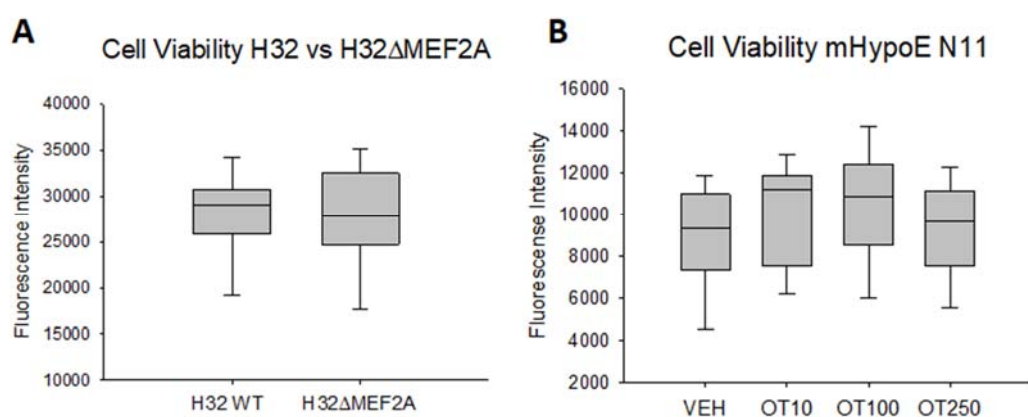 A
Cell Viability H32 vs H32ΔMEF2A
Fluorescence Intensity
40000
35000
30000
25000
20000
15000
10000
H32 WT
H32ΔMEF2A
B
Cell Viability mHypoE N11
Fluorescense Intensity
16000
14000
12000
10000
8000
6000
4000
2000
VEH
OT10
OT100
OT250